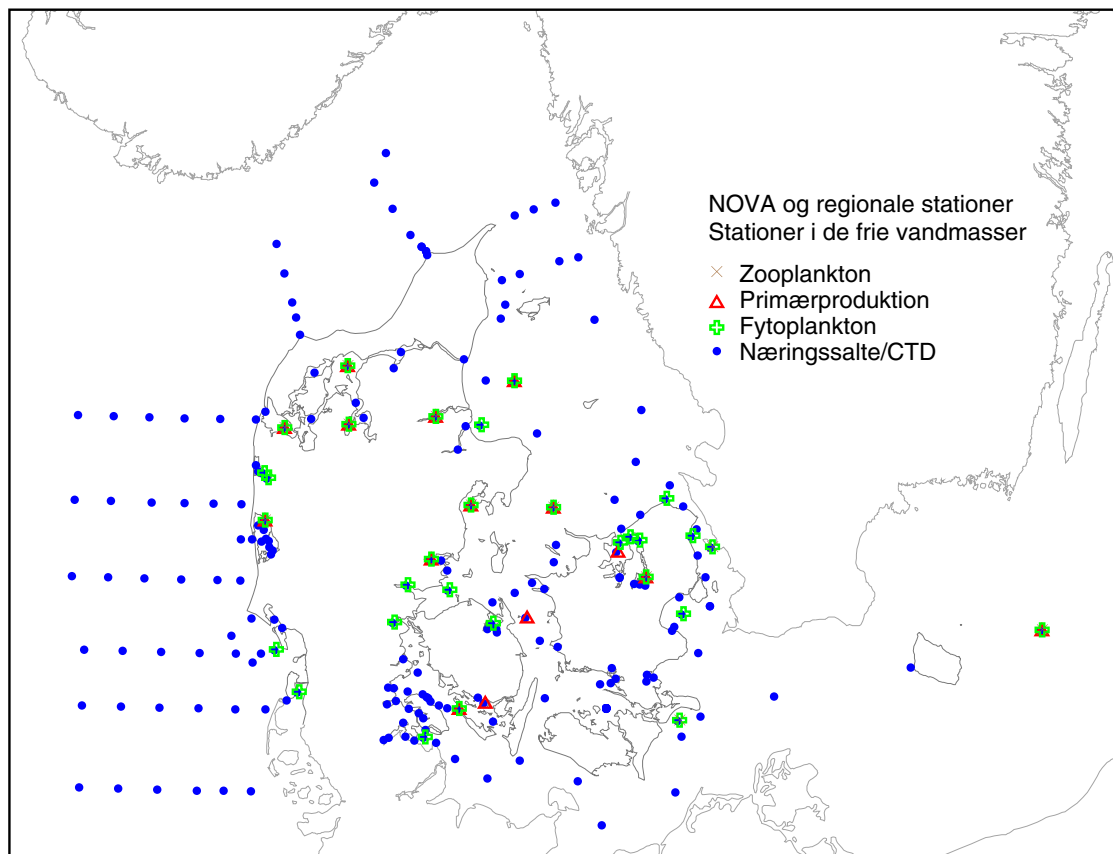 NOVA og regionale stationer
Stationer i de frie vandmasser
Zooplankton
Primærproduktion
Fytoplankton
Næringssalte/CTD